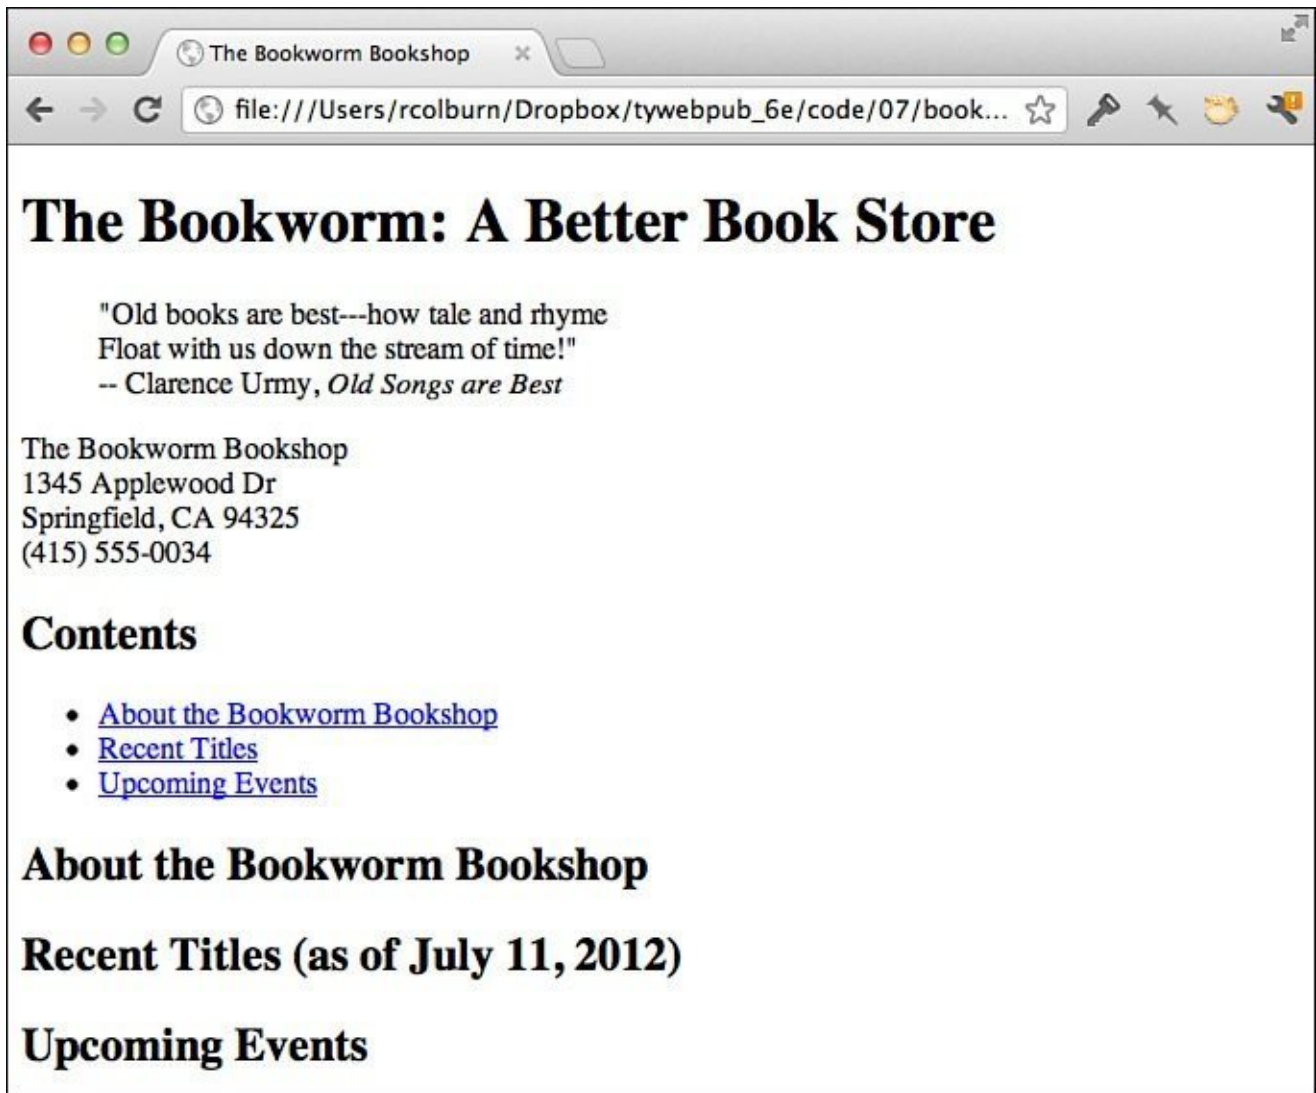 The Bookworm Bookshop
file:///Users/rcolburn/Dropbox/tywebpub_6e/code/07/book...
The Bookworm: A Better Book Store
"Old books are best---how tale and rhyme
Float with us down the stream of time!"
-- Clarence Urmy, Old Songs are Best
The Bookworm Bookshop
1345 Applewood Dr
Springfield, CA 94325
(415) 555-0034
Contents
About the Bookworm Bookshop
Recent Titles
Upcoming Events
About the Bookworm Bookshop
Recent Titles (as of July 11, 2012)
Upcoming Events